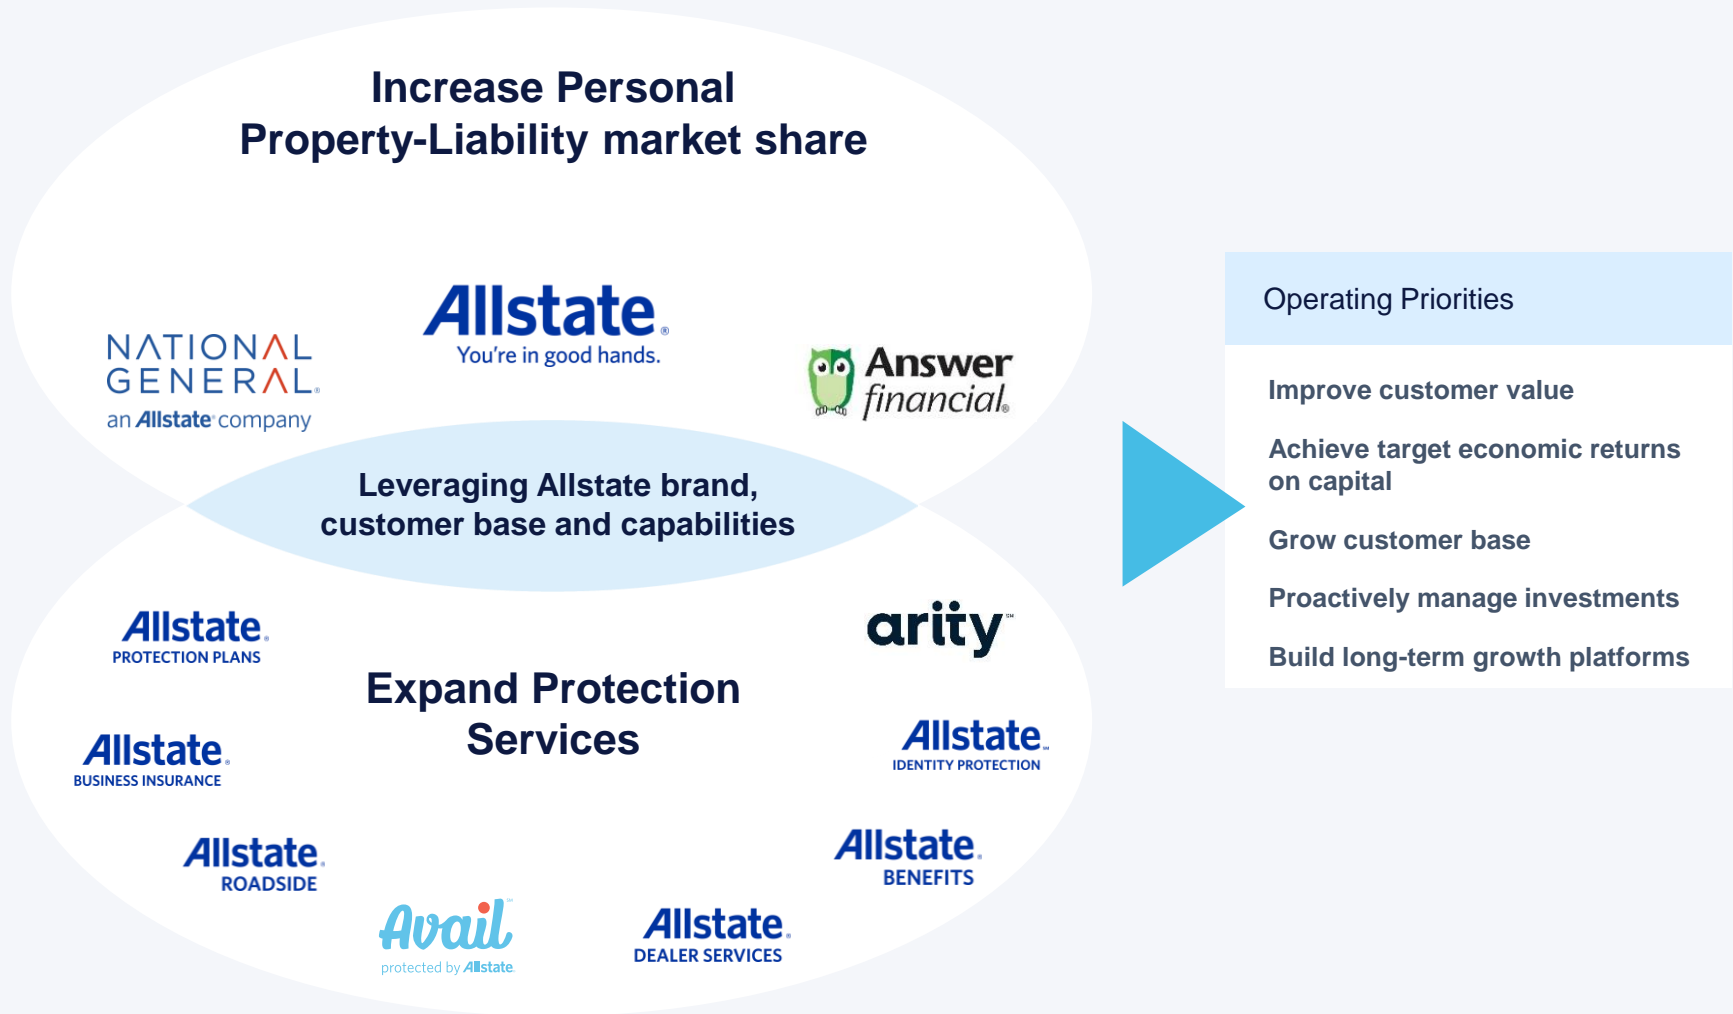 Increase Personal
Property-Liability market share
Allstate®
You're in good hands.
NATIONAL
GENERAL®
an Allstate® company
Answer
financial®
Leveraging Allstate brand,
customer base and capabilities
Allstate®
PROTECTION PLANS
arity℠
Expand Protection
Services
Allstate®
BUSINESS INSURANCE
Allstate℠
IDENTITY PROTECTION
Allstate®
ROADSIDE
Allstate®
BENEFITS
Avail
protected by Allstate
Allstate®
DEALER SERVICES
Operating Priorities
Improve customer value
Achieve target economic returns
on capital
Grow customer base
Proactively manage investments
Build long-term growth platforms